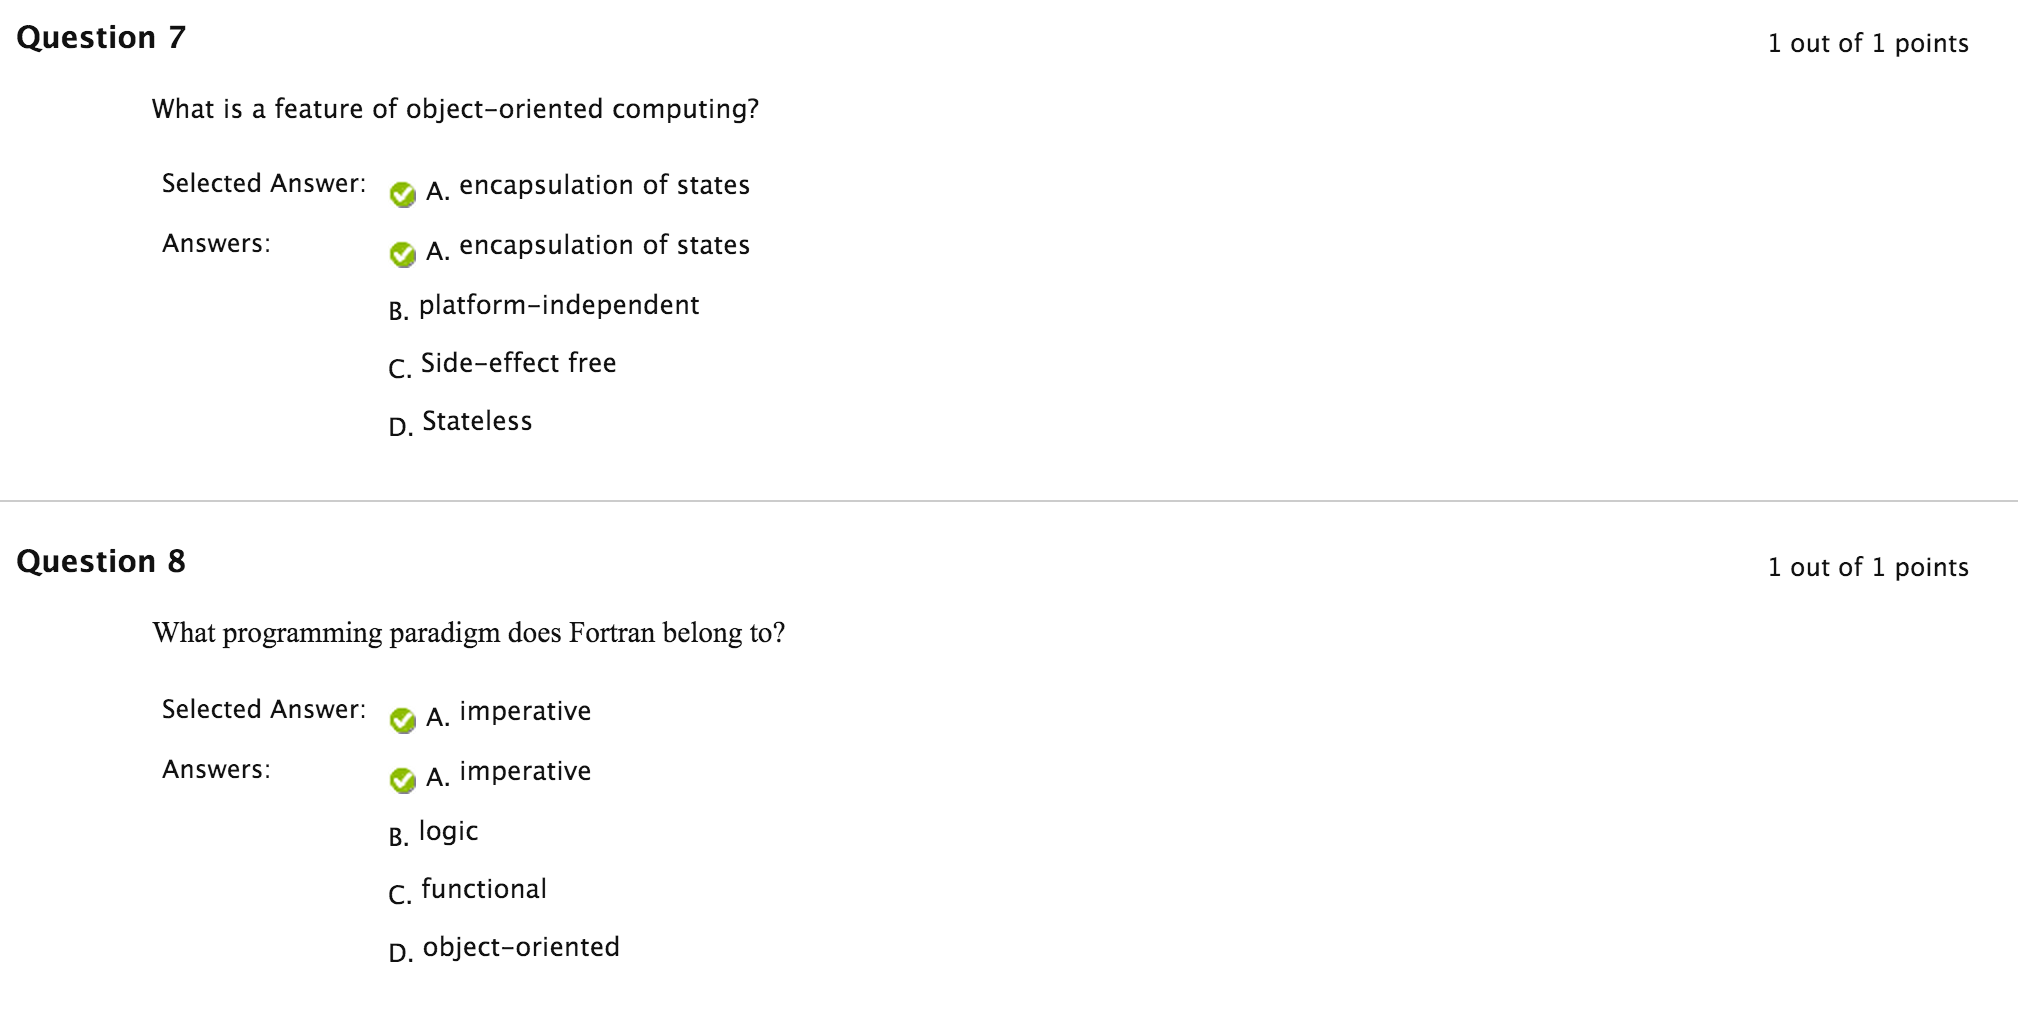 Question 7
1 out of 1 points
What is a feature of object-oriented computing?
Selected Answer: A. encapsulation of states
Answers: A. encapsulation of states
B. platform-independent
C. Side-effect free
D. Stateless
Question 8
1 out of 1 points
What programming paradigm does Fortran belong to?
Selected Answer: A. imperative
Answers: A. imperative
B. logic
C. functional
D. object-oriented